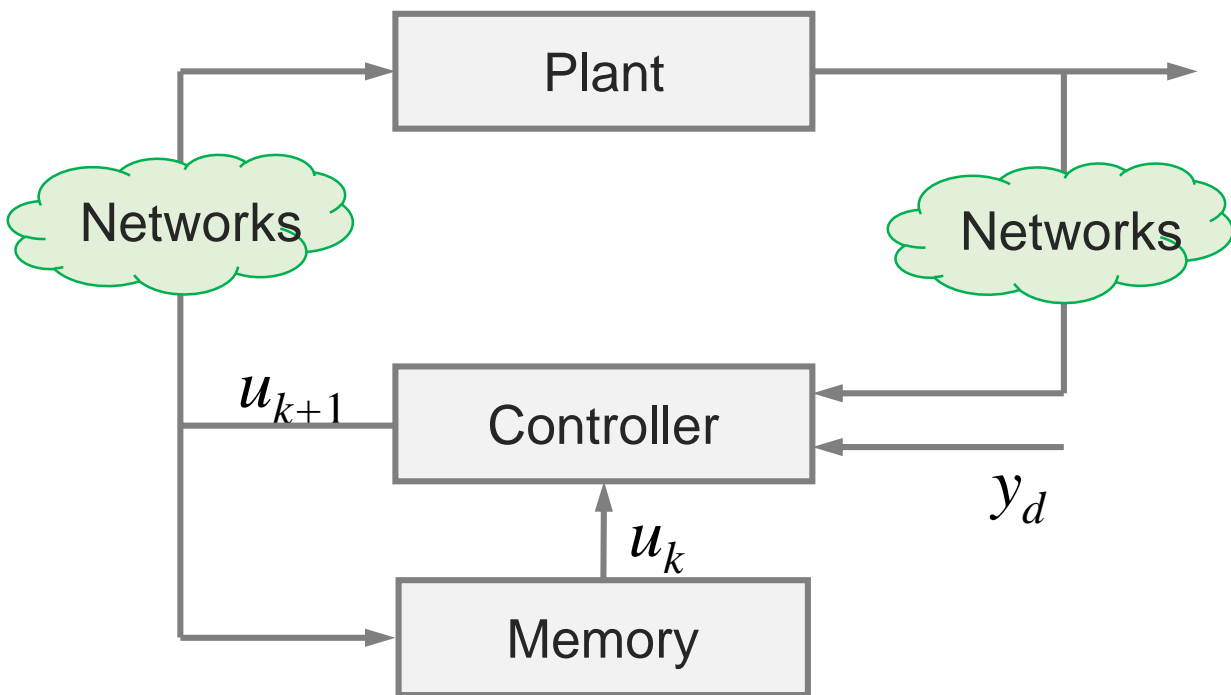 Plant
Networks
Networks
u_{k+1}
Controller
y_d
u_k
Memory